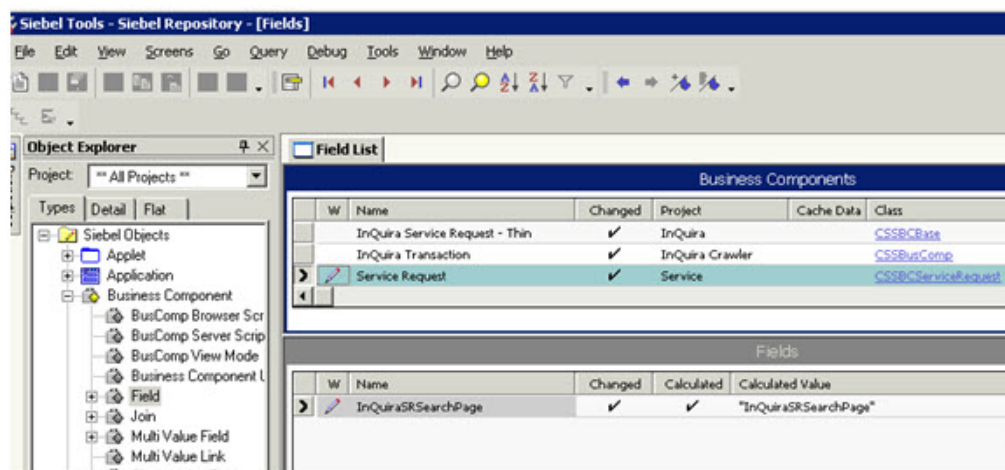 Siebel Tools - Siebel Repository - [Fields]
File Edit View Screens Go Query Debug Tools Window Help
Object Explorer
Field List
Project: ** All Projects **
Business Components
Types Detail Flat
W Name Changed Project Cache Data Class
Siebel Objects
InQuira Service Request - Thin InQuira CSSBCBase
Applet
InQuira Transaction InQuira Crawler CSSBusComp
Application
Service Request Service CSSBCServiceRequest
Business Component
BusComp Browser Scr
BusComp Server Scrip
BusComp View Mode
Fields
Business Component U
W Name Changed Calculated Calculated Value
Field
InQuiraSRSearchPage "InQuiraSRSearchPage"
Join
Multi Value Field
Multi Value Link